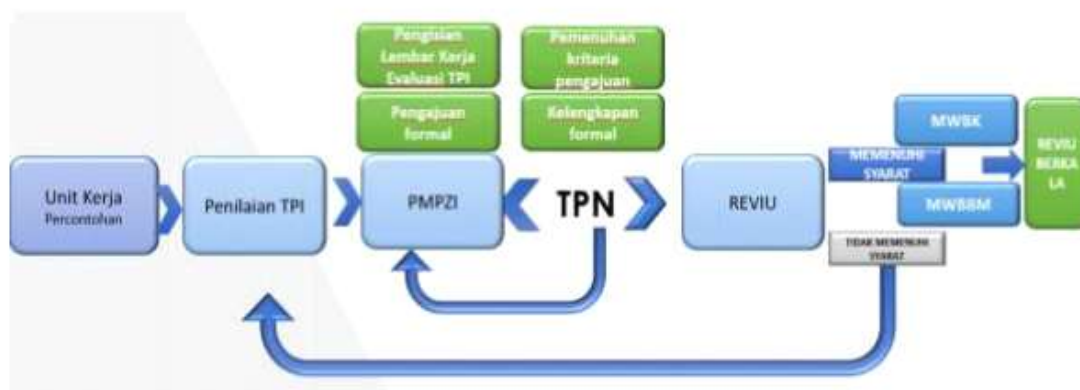 Pengisian
Lembar Kerja
Evaluasi TPI
Pemenuhan
kriteria
pengajuan
Pengajuan
formal
Kelengkapan
formal
Unit Kerja
Percontohan
Penilaian TPI
PMPZI
TPN
REVIU
MEMENUHI
SYARAT
MWBK
MWBBM
REVIU
BERKA
LA
TIDAK MEMENUHI
SYARAT